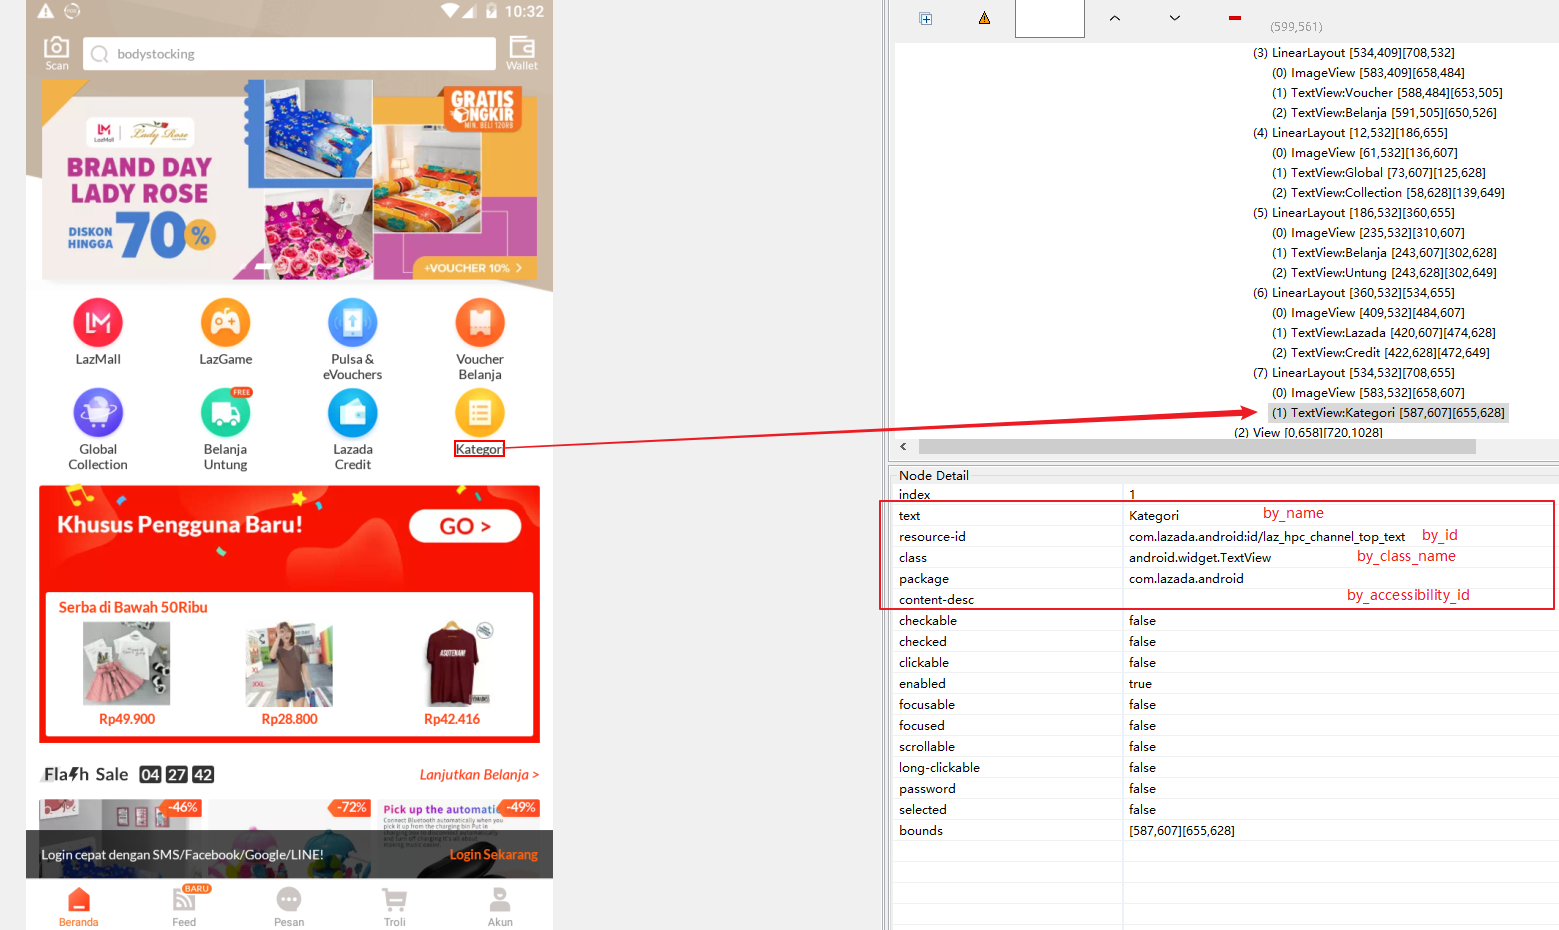 10:32
Scan
bodystocking
Wallet
LM
LazMall
Lady Rose
GRATIS
ONGKIR
MIN. BELI 120RB
BRAND DAY
LADY ROSE
DISKON
HINGGA
70%
+VOUCHER 10% >
LM
LazMall
LazGame
Pulsa &
eVouchers
Voucher
Belanja
FREE
Global
Collection
Belanja
Untung
Lazada
Credit
Kategori
Khusus Pengguna Baru!
GO >
Serba di Bawah 50Ribu
Rp49.900
Rp28.800
Rp42.416
Flash Sale 04 27 42
Lanjutkan Belanja >
-46%
-72%
Pick up the automatic
-49%
Connect Bluetooth automatically when
Login cepat dengan SMS/Facebook/Google/LINE!
Login Sekarang
Beranda
BARU
Feed
Pesan
Troli
Akun
(599,561)
(3) LinearLayout [534,409][708,532]
(0) ImageView [583,409][658,484]
(1) TextView:Voucher [588,484][653,505]
(2) TextView:Belanja [591,505][650,526]
(4) LinearLayout [12,532][186,655]
(0) ImageView [61,532][136,607]
(1) TextView:Global [73,607][125,628]
(2) TextView:Collection [58,628][139,649]
(5) LinearLayout [186,532][360,655]
(0) ImageView [235,532][310,607]
(1) TextView:Belanja [243,607][302,628]
(2) TextView:Untung [243,628][302,649]
(6) LinearLayout [360,532][534,655]
(0) ImageView [409,532][484,607]
(1) TextView:Lazada [420,607][474,628]
(2) TextView:Credit [422,628][472,649]
(7) LinearLayout [534,532][708,655]
(0) ImageView [583,532][658,607]
(1) TextView:Kategori [587,607][655,628]
(2) View [0,658][720,1028]
Node Detail
index 1
text Kategori by_name
resource-id com.lazada.android:id/laz_hpc_channel_top_text by_id
class android.widget.TextView by_class_name
package com.lazada.android
content-desc by_accessibility_id
checkable false
checked false
clickable false
enabled true
focusable false
focused false
scrollable false
long-clickable false
password false
selected false
bounds [587,607][655,628]